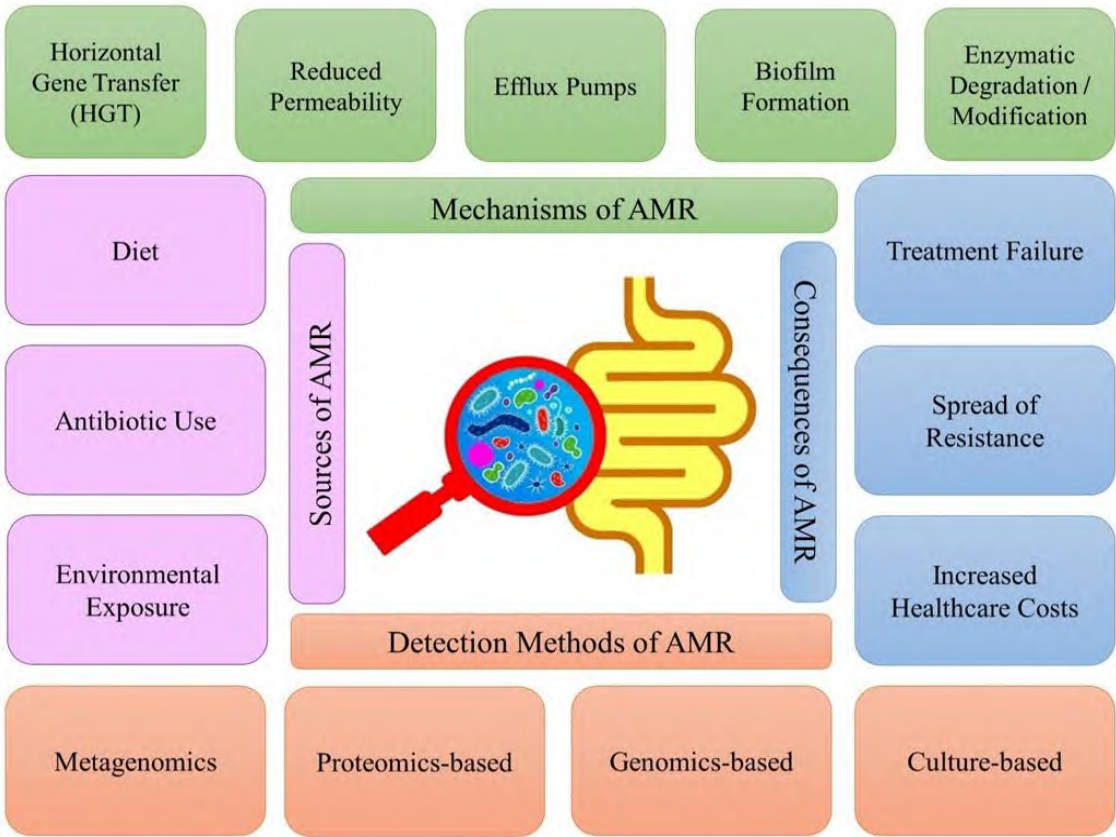 Horizontal
Gene Transfer
(HGT)
Reduced
Permeability
Efflux Pumps
Biofilm
Formation
Enzymatic
Degradation /
Modification
Mechanisms of AMR
Diet
Antibiotic Use
Environmental
Exposure
Sources of AMR
Consequences of AMR
Treatment Failure
Spread of
Resistance
Increased
Healthcare Costs
Detection Methods of AMR
Metagenomics
Proteomics-based
Genomics-based
Culture-based